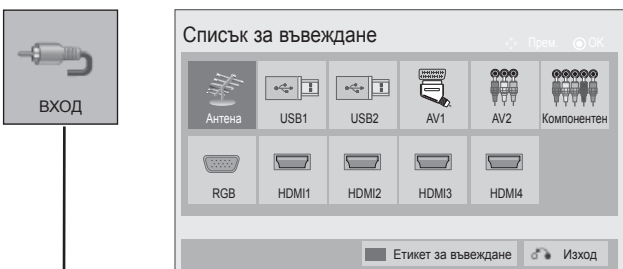 ВХОД
Списък за въвеждане
Прем. OK
Антена USB1 USB2 AV1 AV2 Компонентен
RGB HDMI1 HDMI2 HDMI3 HDMI4
Етикет за въвеждане Изход